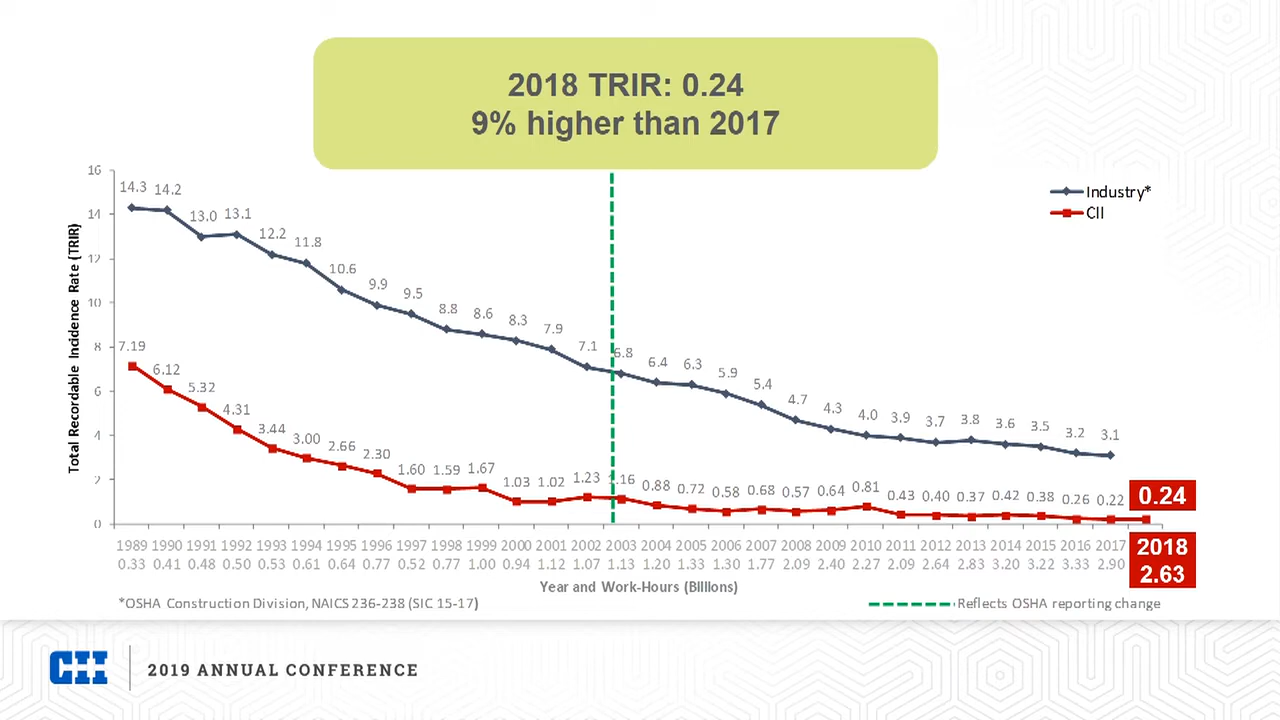 2018 TRIR: 0.24
9% higher than 2017
Total Recordable Incidence Rate (TRIR)
16
14
12
10
8
6
4
2
0
Industry*
CII
14.3 14.2 13.0 13.1 12.2 11.8 10.6 9.9 9.5 8.8 8.6 8.3 7.9 7.1 6.8 6.4 6.3 5.9 5.4 4.7 4.3 4.0 3.9 3.7 3.8 3.6 3.5 3.2 3.1
7.19 6.12 5.32 4.31 3.44 3.00 2.66 2.30 1.60 1.59 1.67 1.03 1.02 1.23 1.16 0.88 0.72 0.58 0.68 0.57 0.64 0.81 0.43 0.40 0.37 0.42 0.38 0.26 0.22 0.24
1989 1990 1991 1992 1993 1994 1995 1996 1997 1998 1999 2000 2001 2002 2003 2004 2005 2006 2007 2008 2009 2010 2011 2012 2013 2014 2015 2016 2017 2018
0.33 0.41 0.48 0.50 0.53 0.61 0.64 0.77 0.52 0.77 1.00 0.94 1.12 1.07 1.13 1.20 1.33 1.30 1.77 2.09 2.40 2.27 2.09 2.64 2.83 3.20 3.22 3.33 2.90 2.63
Year and Work-Hours (Billions)
*OSHA Construction Division, NAICS 236-238 (SIC 15-17)
Reflects OSHA reporting change
CII
2019 ANNUAL CONFERENCE